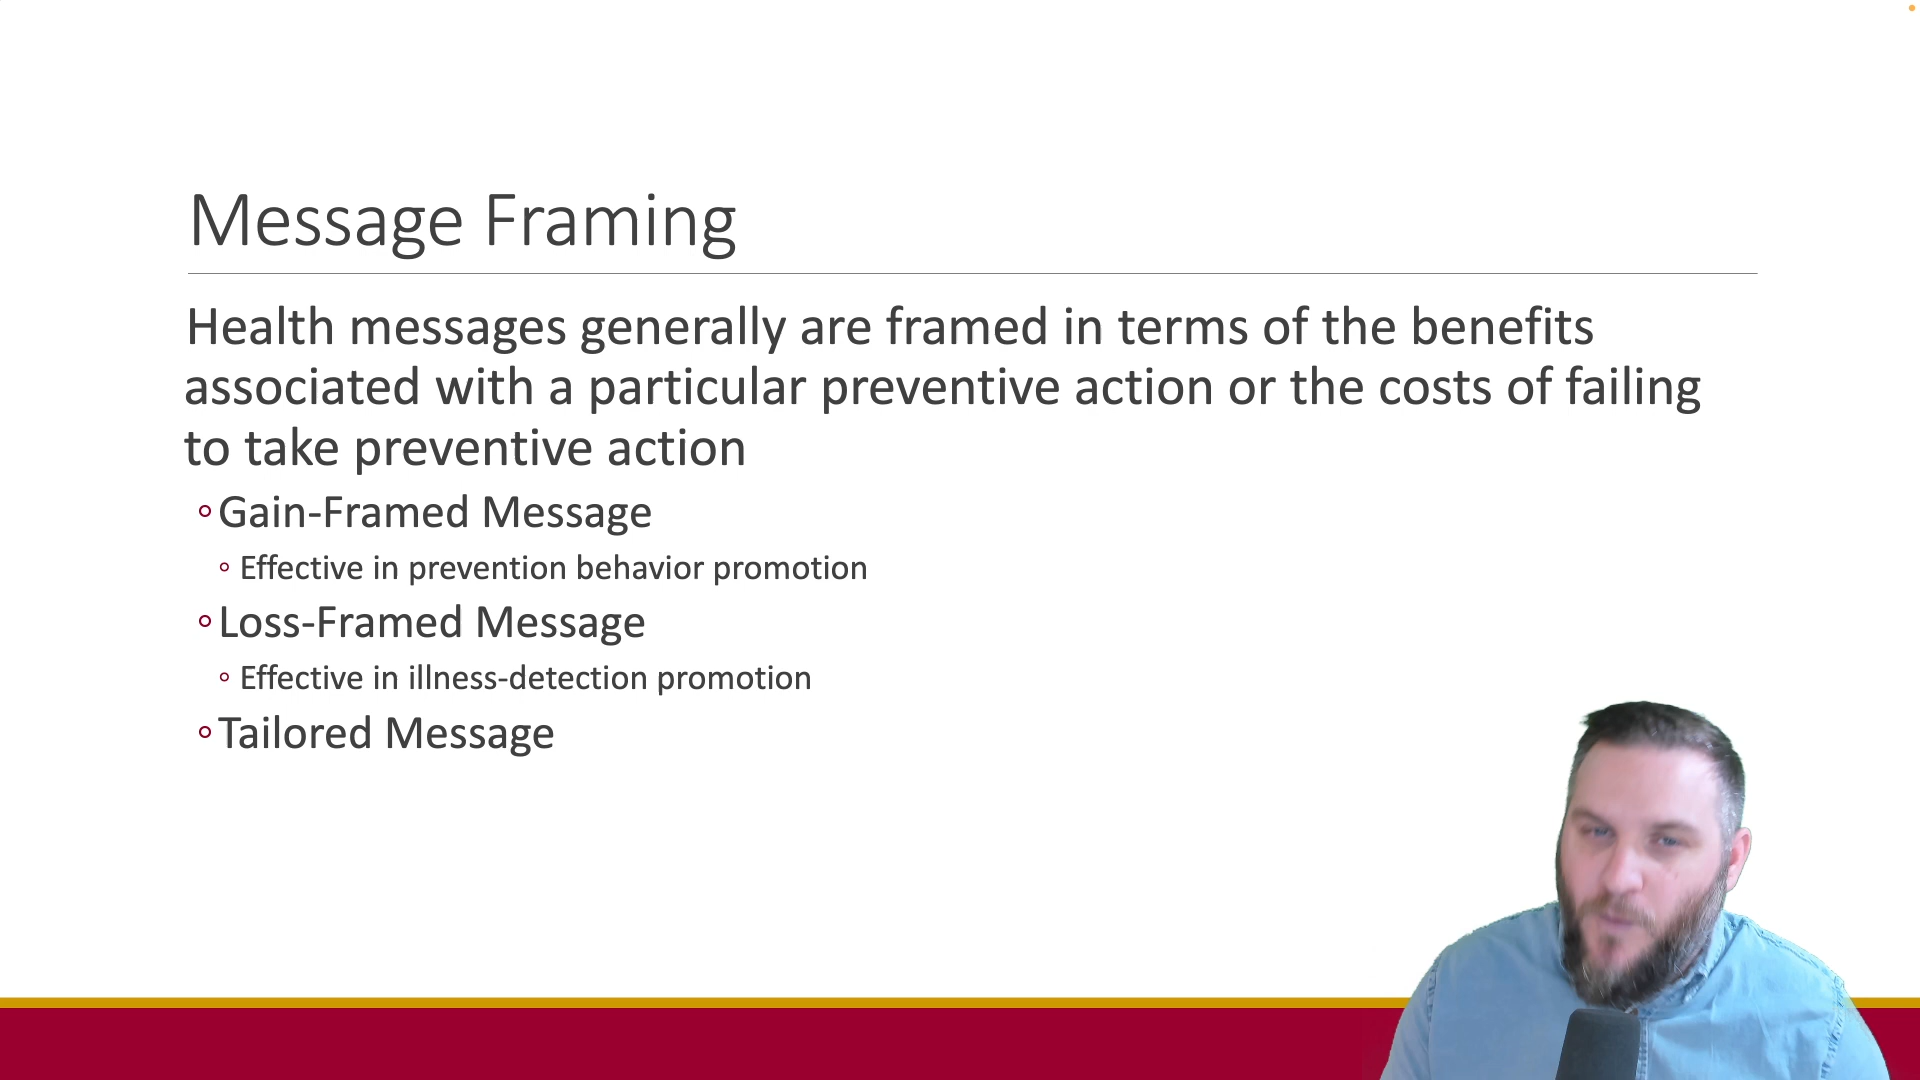 Message Framing
Health messages generally are framed in terms of the benefits
associated with a particular preventive action or the costs of failing
to take preventive action
◦Gain-Framed Message
◦ Effective in prevention behavior promotion
◦Loss-Framed Message
◦ Effective in illness-detection promotion
◦Tailored Message